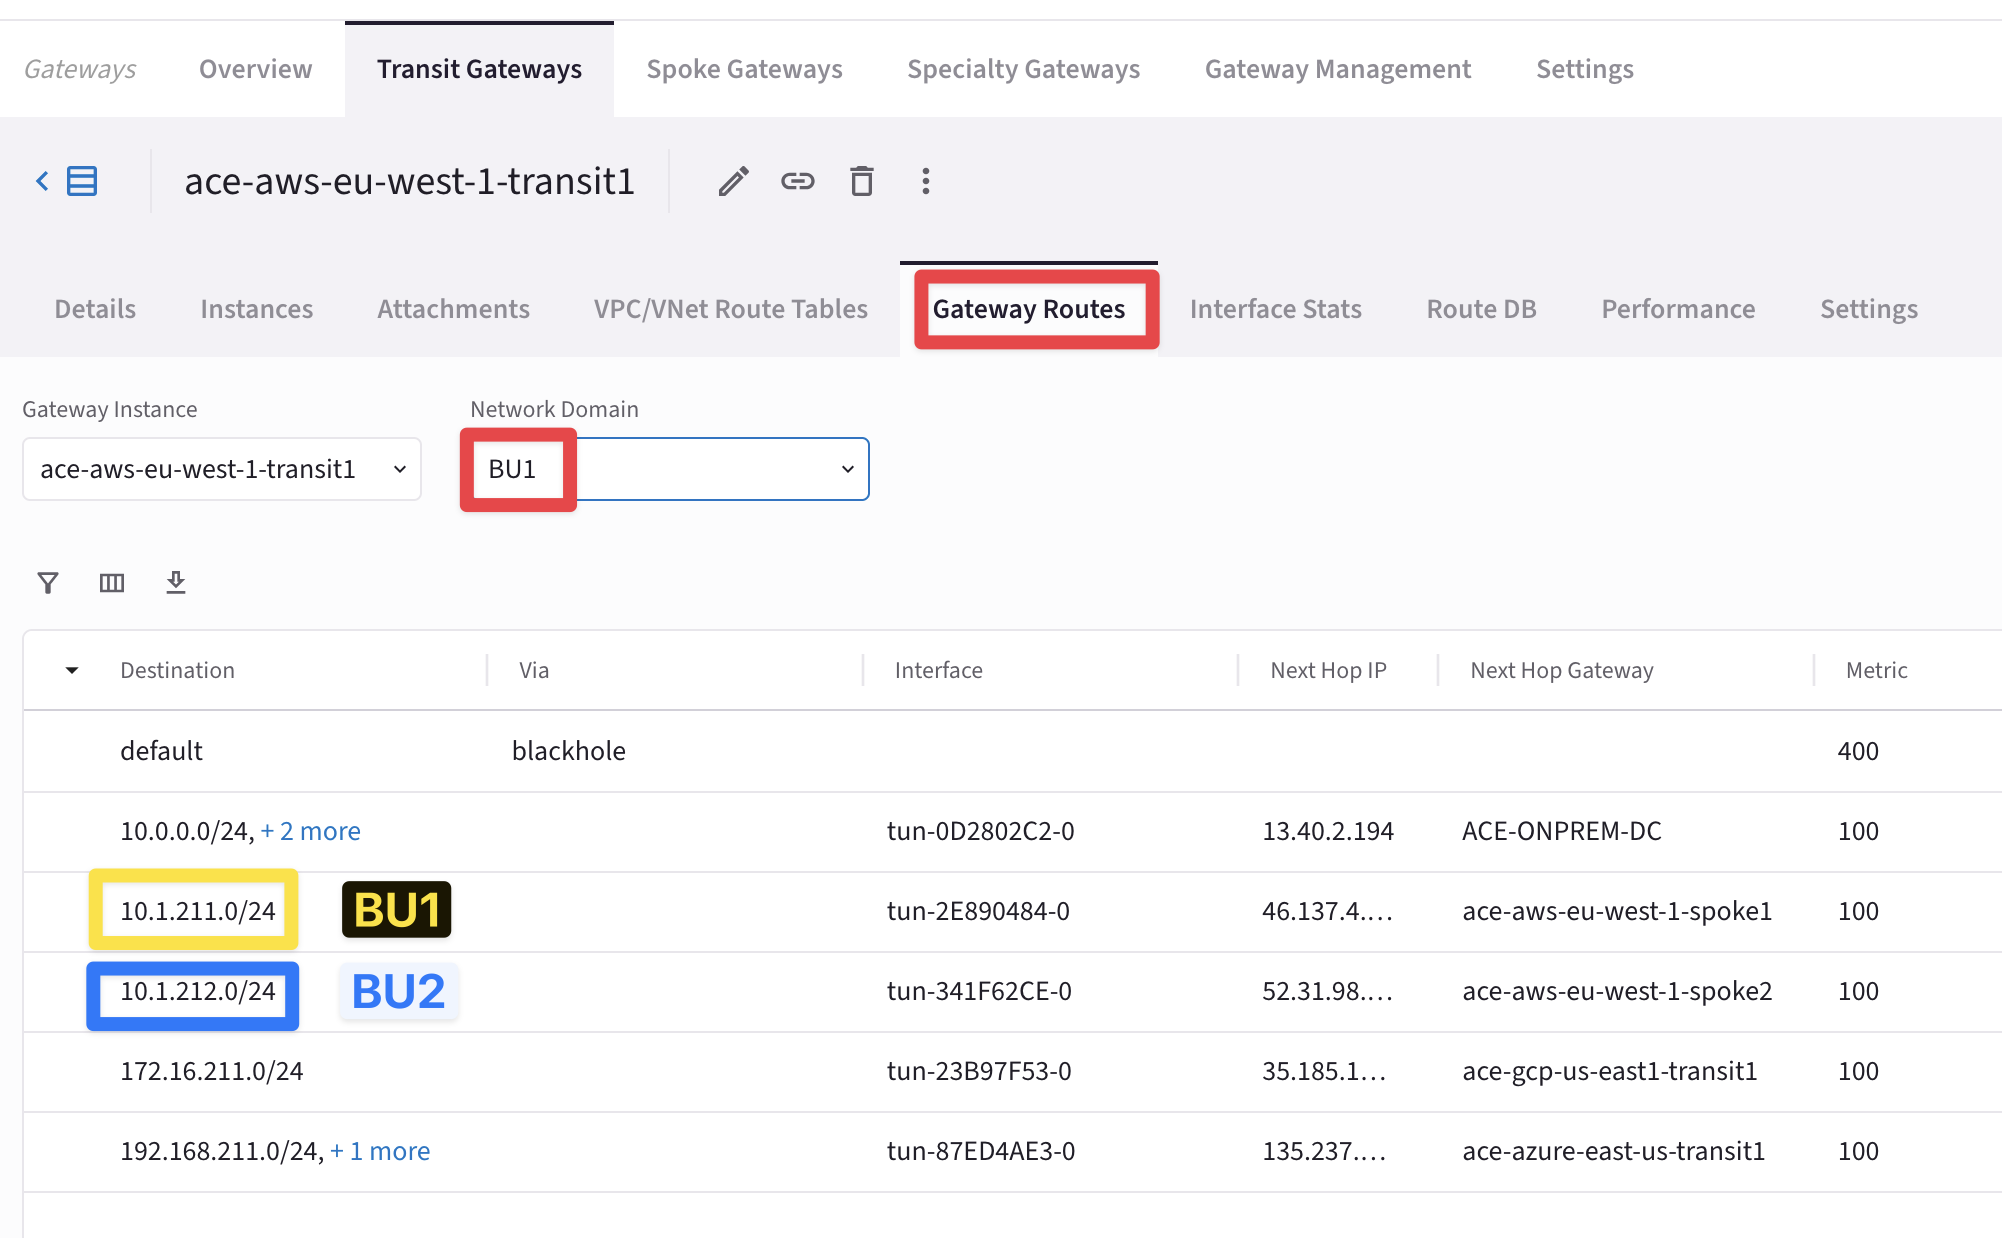 Gateways Overview Transit Gateways Spoke Gateways Specialty Gateways Gateway Management Settings
ace-aws-eu-west-1-transit1
Details Instances Attachments VPC/VNet Route Tables Gateway Routes Interface Stats Route DB Performance Settings
Gateway Instance Network Domain
ace-aws-eu-west-1-transit1 BU1
Destination Via Interface Next Hop IP Next Hop Gateway Metric
default blackhole 400
10.0.0.0/24, + 2 more tun-0D2802C2-0 13.40.2.194 ACE-ONPREM-DC 100
10.1.211.0/24 BU1 tun-2E890484-0 46.137.4.... ace-aws-eu-west-1-spoke1 100
10.1.212.0/24 BU2 tun-341F62CE-0 52.31.98.... ace-aws-eu-west-1-spoke2 100
172.16.211.0/24 tun-23B97F53-0 35.185.1... ace-gcp-us-east1-transit1 100
192.168.211.0/24, + 1 more tun-87ED4AE3-0 135.237.... ace-azure-east-us-transit1 100